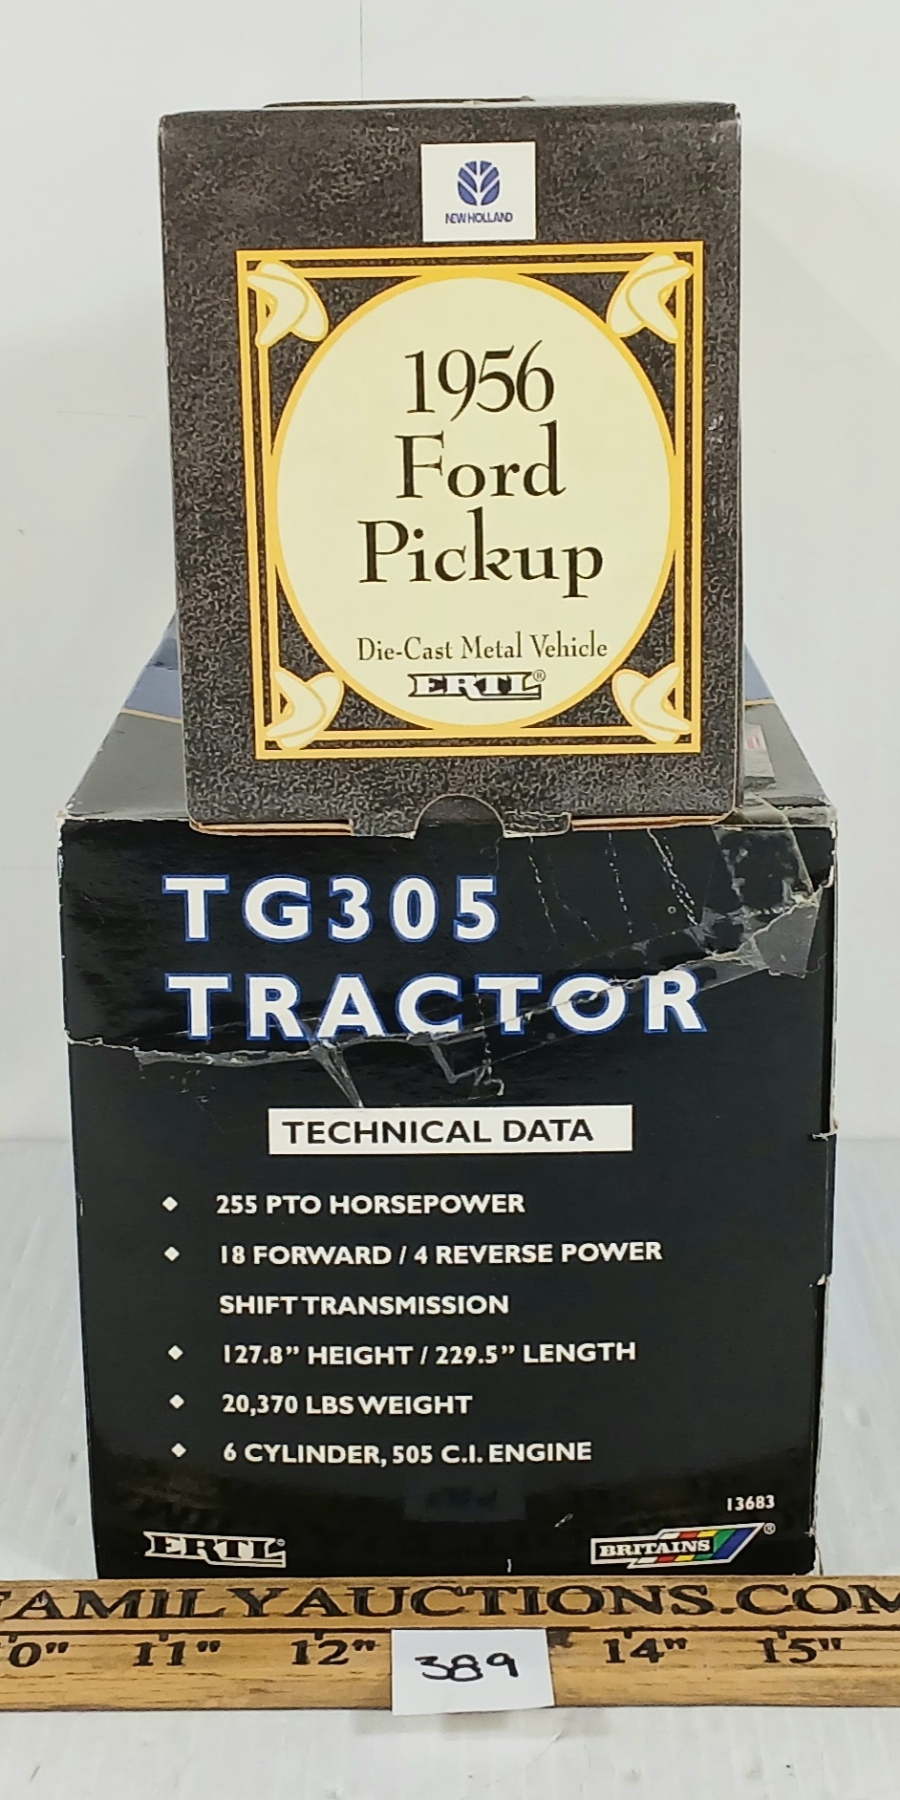 NEW HOLLAND
1956
Ford
Pickup
Die-Cast Metal Vehicle
ERTL®
TG305
TRACTOR
TECHNICAL DATA
◆ 255 PTO HORSEPOWER
◆ 18 FORWARD / 4 REVERSE POWER
SHIFT TRANSMISSION
◆ 127.8” HEIGHT / 229.5” LENGTH
◆ 20,370 LBS WEIGHT
◆ 6 CYLINDER, 505 C.I. ENGINE
13683
ERTL®
BRITAINS®
FAMILYAUCTIONS.COM
0" 11" 12" 14" 15"
389